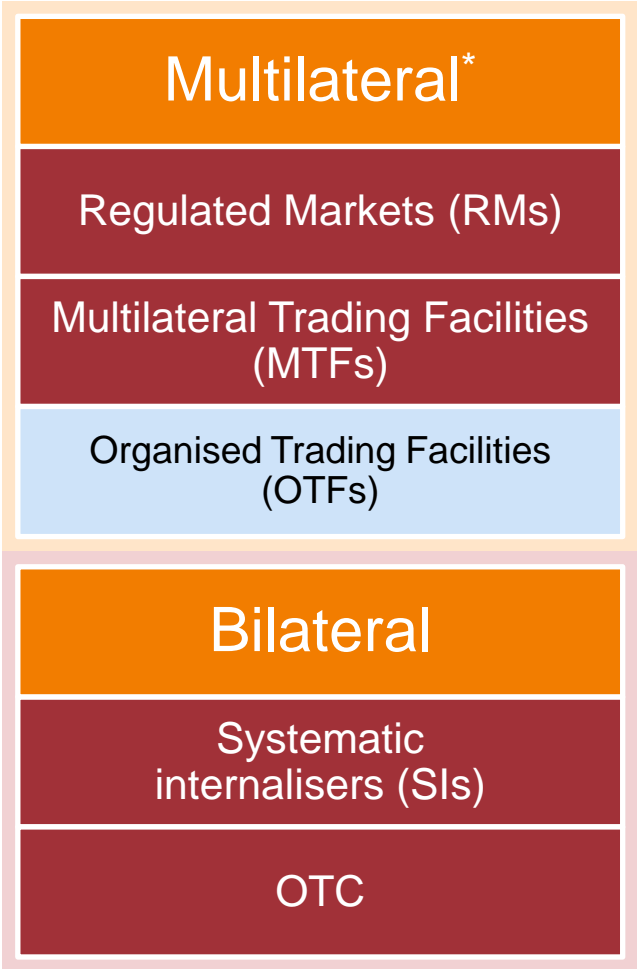 Multilateral*
Regulated Markets (RMs)
Multilateral Trading Facilities
(MTFs)
Organised Trading Facilities
(OTFs)
Bilateral
Systematic
internalisers (SIs)
OTC